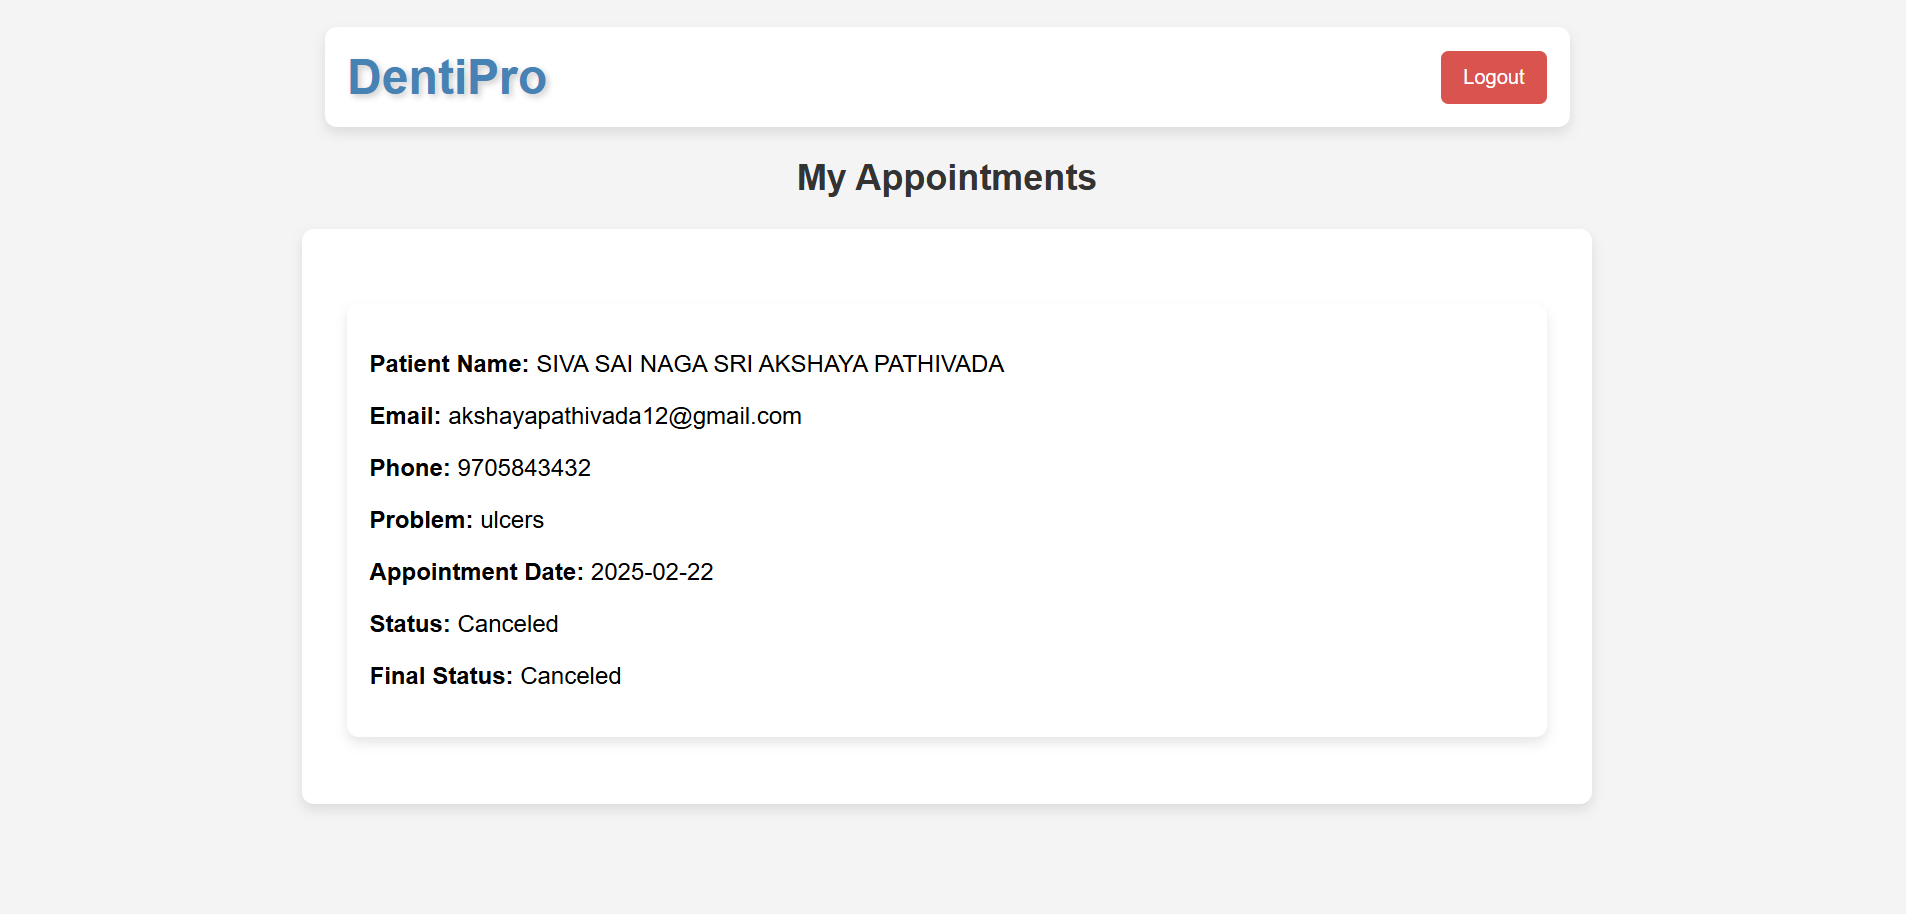 DentiPro
Logout
My Appointments
Patient Name: SIVA SAI NAGA SRI AKSHAYA PATHIVADA
Email: akshayapathivada12@gmail.com
Phone: 9705843432
Problem: ulcers
Appointment Date: 2025-02-22
Status: Canceled
Final Status: Canceled